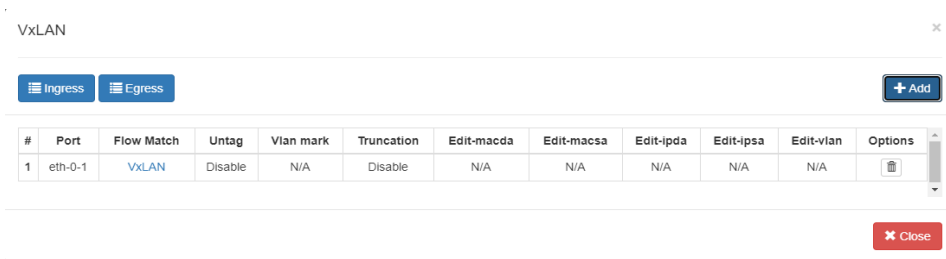 VxLAN ×
Ingress Egress + Add
# Port Flow Match Untag Vlan mark Truncation Edit-macda Edit-macsa Edit-ipda Edit-ipsa Edit-vlan Options
1 eth-0-1 VxLAN Disable N/A Disable N/A N/A N/A N/A N/A
Close